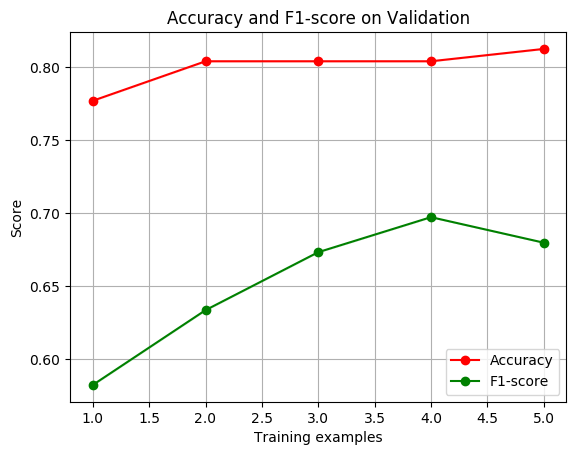 Accuracy and F1-score on Validation
0.80
0.75
0.70
0.65
0.60
Score
Accuracy
F1-score
1.0 1.5 2.0 2.5 3.0 3.5 4.0 4.5 5.0
Training examples